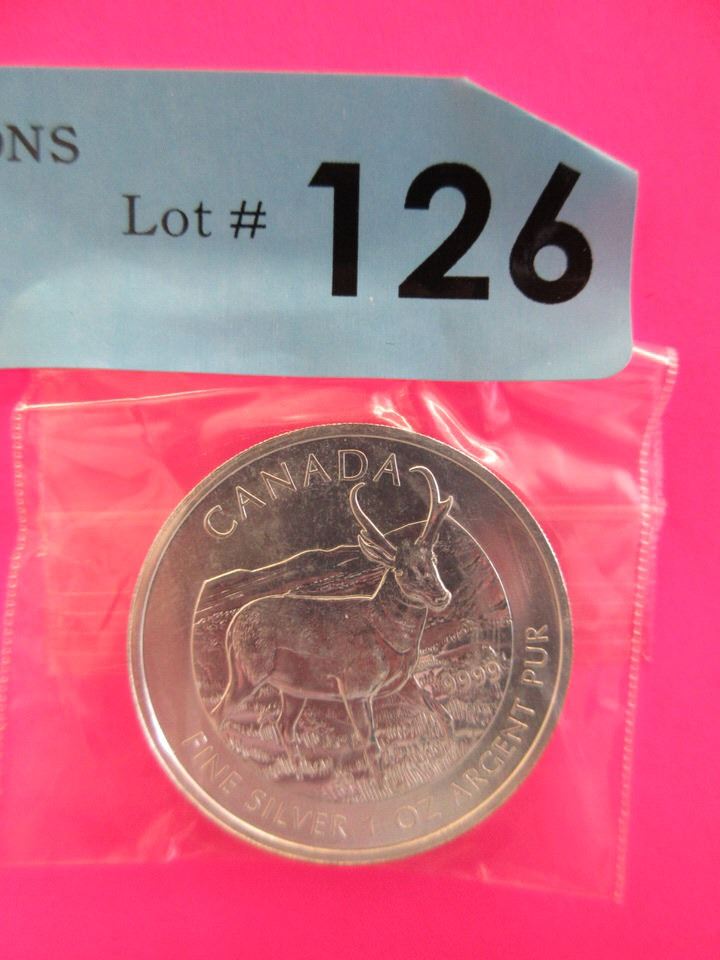 ONS
Lot # 126
CANADA
9999
FINE SILVER 1 OZ ARGENT PUR